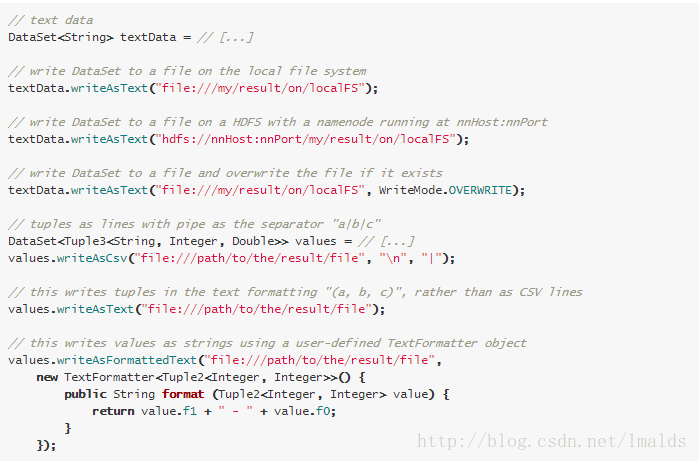 // text data
DataSet<String> textData = // [...]
// write DataSet to a file on the local file system
textData.writeAsText("file:///my/result/on/localFS");
// write DataSet to a file on a HDFS with a namenode running at nnHost:nnPort
textData.writeAsText("hdfs://nnHost:nnPort/my/result/on/localFS");
// write DataSet to a file and overwrite the file if it exists
textData.writeAsText("file:///my/result/on/localFS", WriteMode.OVERWRITE);
// tuples as lines with pipe as the separator "a|b|c"
DataSet<Tuple3<String, Integer, Double>> values = // [...]
values.writeAsCsv("file:///path/to/the/result/file", "\n", "|");
// this writes tuples in the text formatting "(a, b, c)", rather than as CSV lines
values.writeAsText("file:///path/to/the/result/file");
// this writes values as strings using a user-defined TextFormatter object
values.writeAsFormattedText("file:///path/to/the/result/file",
    new TextFormatter<Tuple2<Integer, Integer>>() {
        public String format (Tuple2<Integer, Integer> value) {
            return value.f1 + " - " + value.f0;
        }
    });
http://blog.csdn.net/lmalds